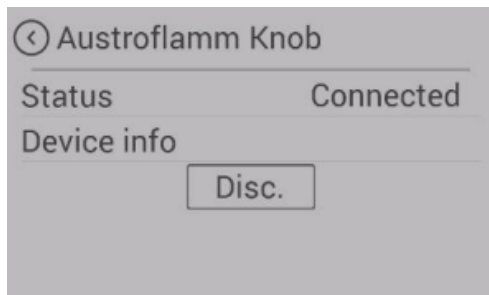 Austroflamm Knob
Status Connected
Device info
Disc.